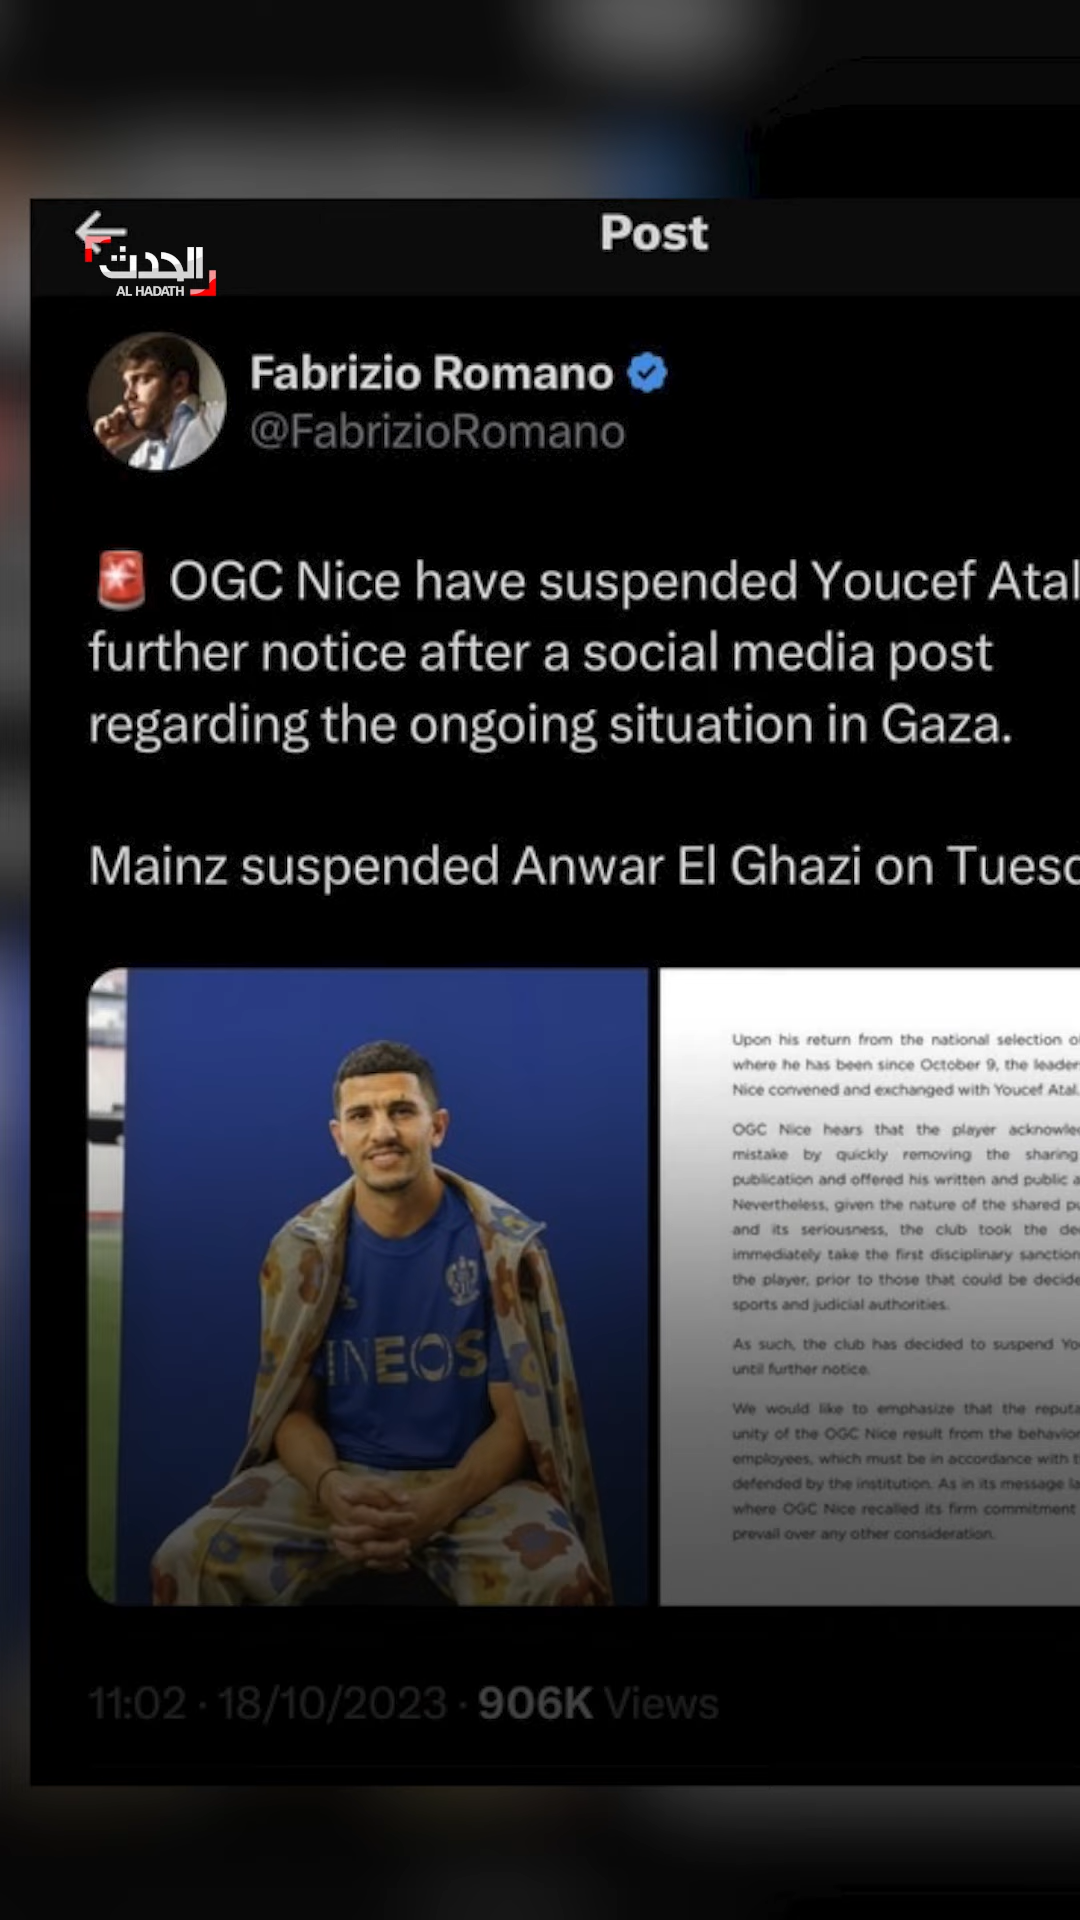 Post
الحدث
AL HADATH
Fabrizio Romano
@FabrizioRomano
🚨 OGC Nice have suspended Youcef Atal
further notice after a social media post
regarding the ongoing situation in Gaza.
Mainz suspended Anwar El Ghazi on Tuesd
INEOS
Upon his return from the national selection of
where he has been since October 9, the leader
Nice convened and exchanged with Youcef Atal.
OGC Nice hears that the player acknowled
mistake by quickly removing the sharing
publication and offered his written and public a
Nevertheless, given the nature of the shared pu
and its seriousness, the club took the de
immediately take the first disciplinary sanction
the player, prior to those that could be decide
sports and judicial authorities.
As such, the club has decided to suspend Yo
until further notice.
We would like to emphasize that the reputa
unity of the OGC Nice result from the behavior
employees, which must be in accordance with t
defended by the institution. As in its message la
where OGC Nice recalled its firm commitment
prevail over any other consideration.
11:02 · 18/10/2023 · 906K Views